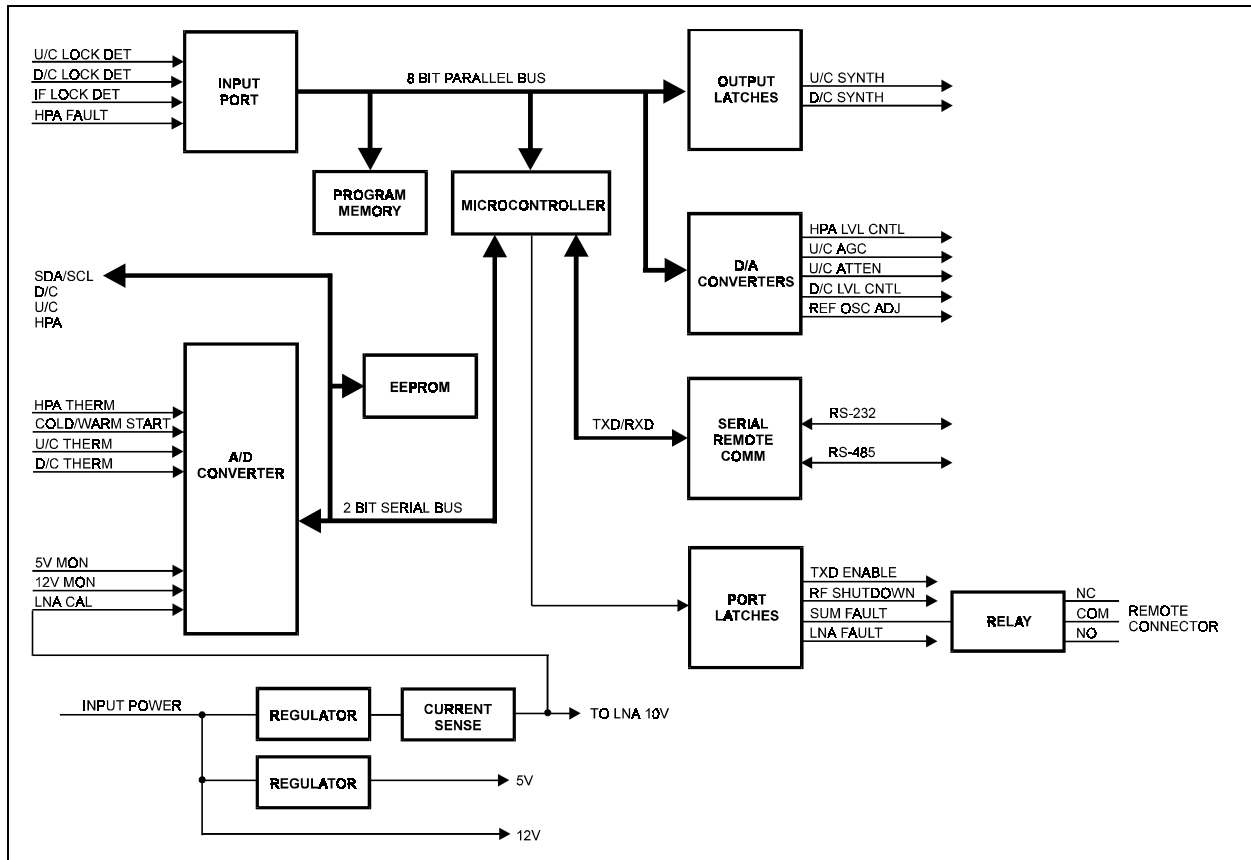 U/C LOCK DET
D/C LOCK DET
IF LOCK DET
HPA FAULT
INPUT
PORT
8 BIT PARALLEL BUS
OUTPUT
LATCHES
U/C SYNTH
D/C SYNTH
PROGRAM
MEMORY
MICROCONTROLLER
D/A
CONVERTERS
HPA LVL CNTL
U/C AGC
U/C ATTEN
D/C LVL CNTL
REF OSC ADJ
SDA/SCL
D/C
U/C
HPA
EEPROM
HPA THERM
COLD/WARM START
U/C THERM
D/C THERM
A/D
CONVERTER
TXD/RXD
SERIAL
REMOTE
COMM
RS-232
RS-485
2 BIT SERIAL BUS
5V MON
12V MON
LNA CAL
PORT
LATCHES
TXD ENABLE
RF SHUTDOWN
SUM FAULT
LNA FAULT
RELAY
NC
COM
NO
REMOTE
CONNECTOR
INPUT POWER
REGULATOR
CURRENT
SENSE
TO LNA 10V
REGULATOR
5V
12V